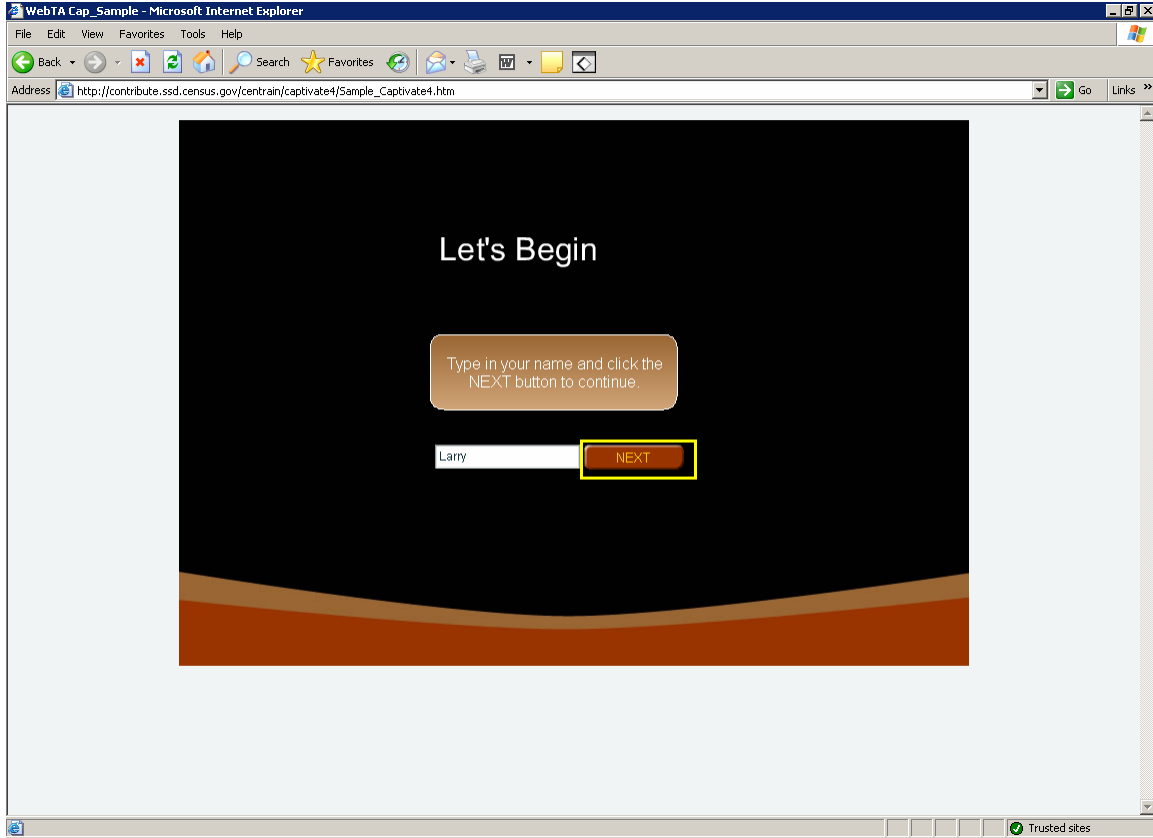 WebTA Cap_Sample - Microsoft Internet Explorer
File Edit View Favorites Tools Help
Back Search Favorites
Address http://contribute.ssd.census.gov/centrain/captivate4/Sample_Captivate4.htm Go Links »
Let's Begin
Type in your name and click the
NEXT button to continue.
Larry NEXT
Trusted sites